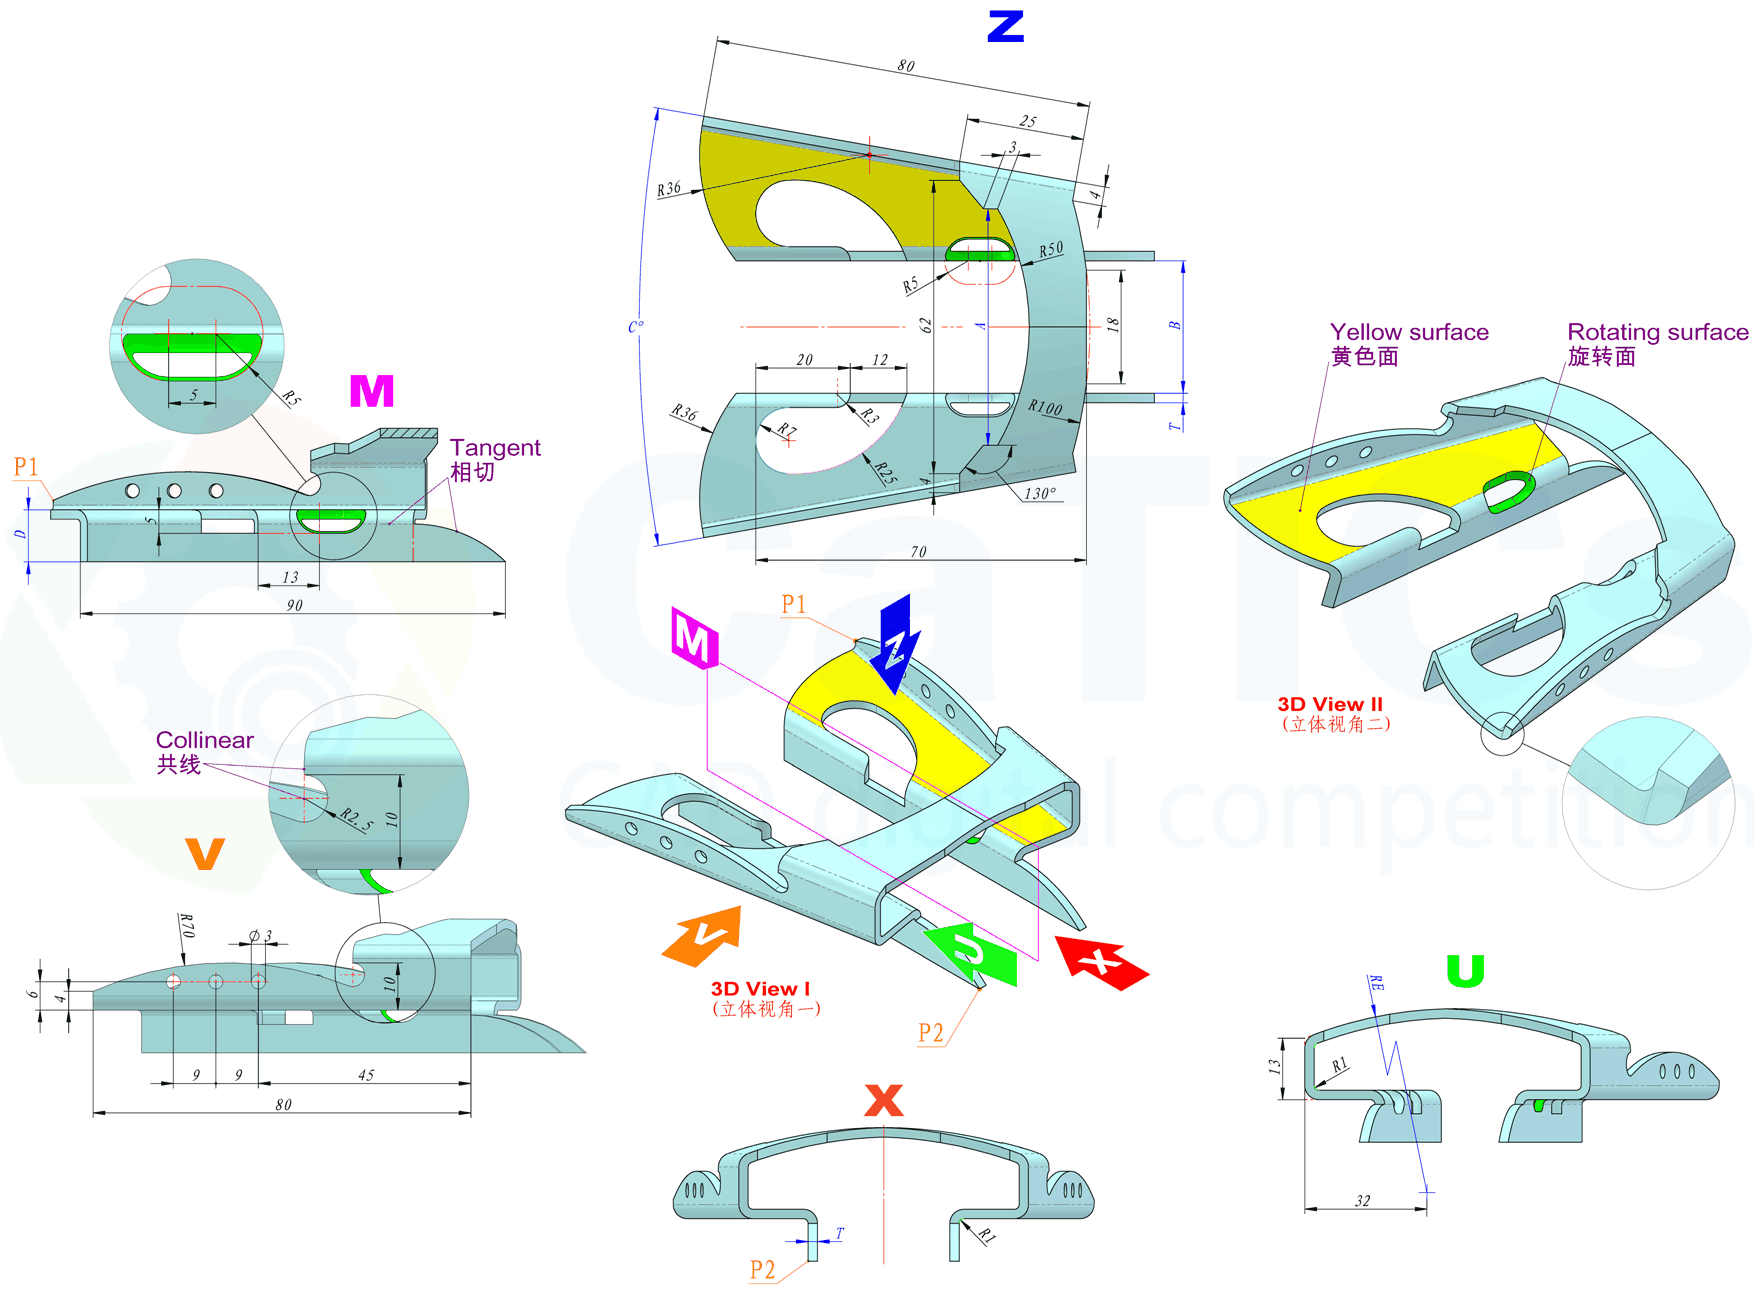 Z
80
25
3
4
R36
R50
R5
62
A
18
B
C°
20
12
R36
R3
R7
R25
R100
4
T
130°
70
5
R5
M
P1
Tangent
相切
D
5
13
90
Yellow surface
黄色面
Rotating surface
旋转面
3D View II
(立体视角二)
Collinear
共线
R2.5
10
V
R70
Φ3
6
4
10
9
9
45
80
P1
M
Z
V
U
X
3D View I
(立体视角一)
P2
X
T
R1
P2
U
RE
13
R1
32
CaTICs
CAD digital competition